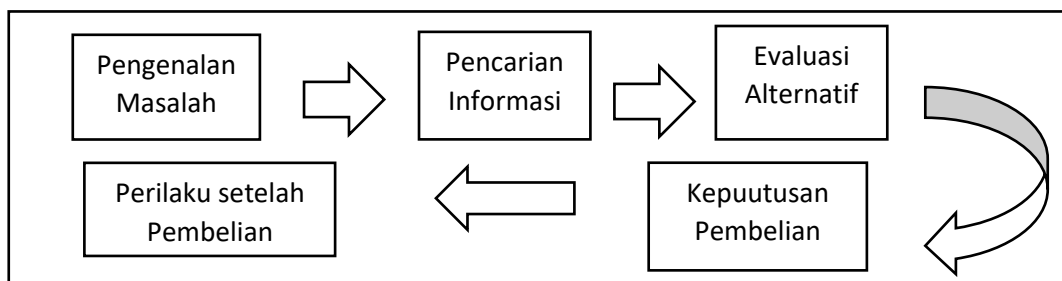 Pengenalan
Masalah
Pencarian
Informasi
Evaluasi
Alternatif
Kepuutusan
Pembelian
Perilaku setelah
Pembelian